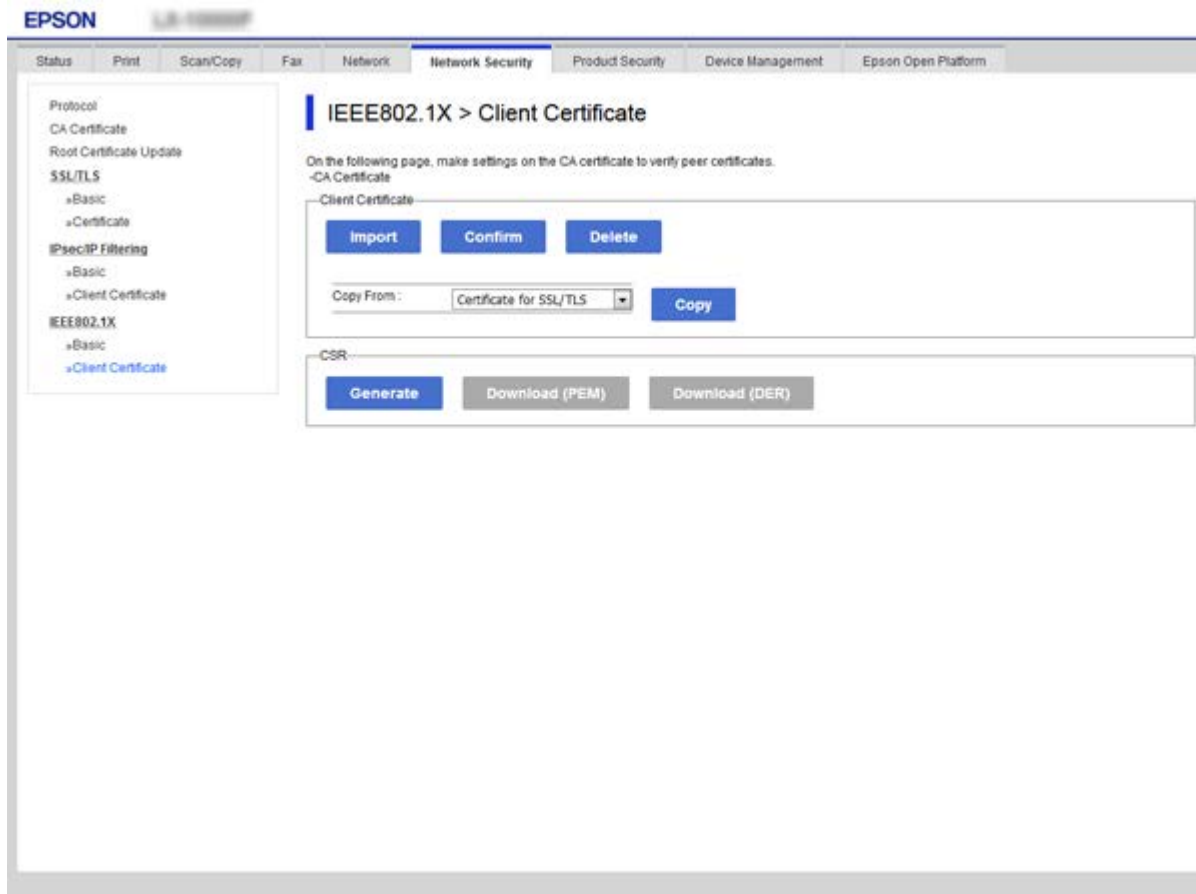 EPSON
Status Print Scan/Copy Fax Network Network Security Product Security Device Management Epson Open Platform
Protocol
CA Certificate
Root Certificate Update
SSL/TLS
»Basic
»Certificate
IPsec/IP Filtering
»Basic
»Client Certificate
IEEE802.1X
»Basic
»Client Certificate
IEEE802.1X > Client Certificate
On the following page, make settings on the CA certificate to verify peer certificates.
-CA Certificate
Client Certificate
Import Confirm Delete
Copy From : Certificate for SSL/TLS Copy
CSR
Generate Download (PEM) Download (DER)